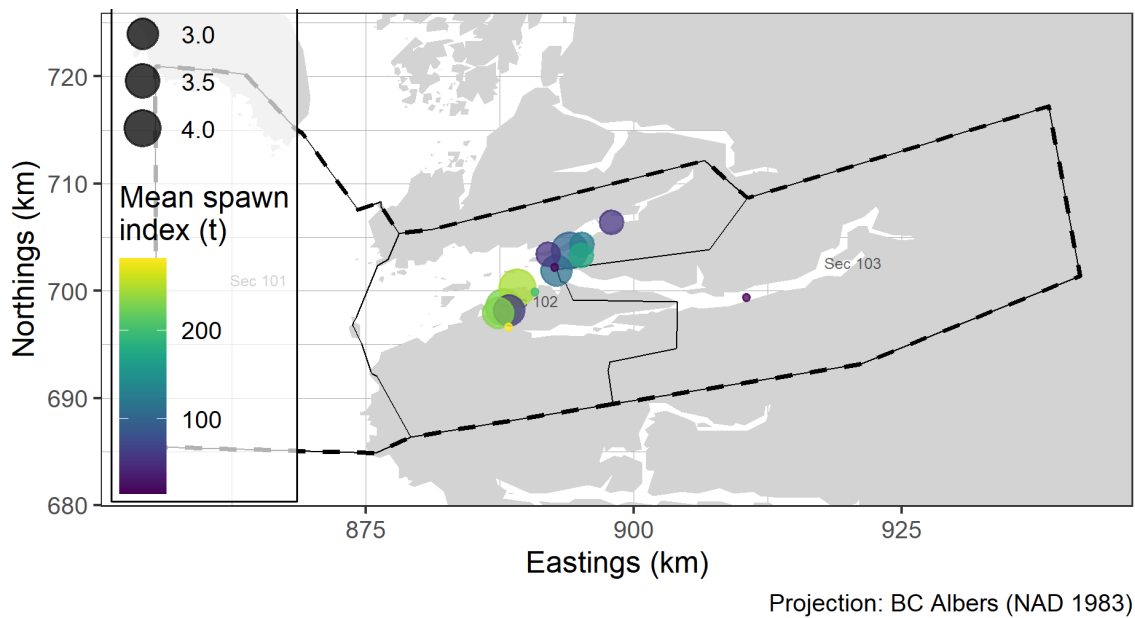 3.0
3.5
4.0
Mean spawn
index (t)
200
100
Sec 101
102
Sec 103
720
710
700
690
680
875
900
925
Northings (km)
Eastings (km)
Projection: BC Albers (NAD 1983)